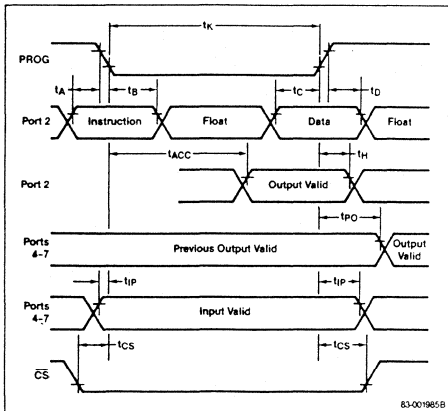 tK
PROG
tA
tB
tC
tD
Port 2
Instruction
Float
Data
Float
tACC
tH
Port 2
Output Valid
tPO
Ports
4-7
Previous Output Valid
Output
Valid
tIP
tIP
Ports
4-7
Input Valid
tCS
tCS
CS
83-001985B